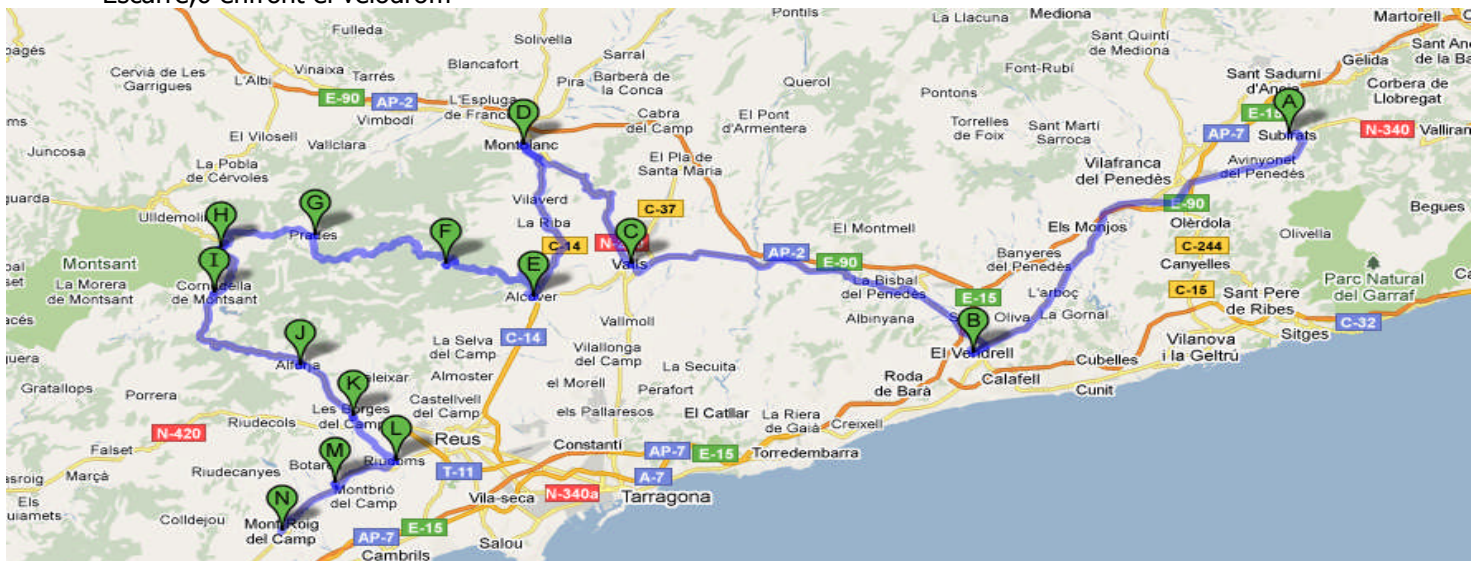 enfront el velòdrom
Pontils
La Llacuna
Mediona
Martorell
Fulleda
Solivella
Sant Quintí
de Mediona
Cervià de Les
Garrigues
L'Albi
Vinaixa
Tarrés
Blancafort
Sarral
Pira
Barberà de
la Conca
Querol
Font-Rubí
Gelida
Sant Sadurní
d'Anoia
Corbera de
Llobregat
E-90
AP-2
L'Espluga
de Francolí
Vimbodí
Pontons
E-15
A
El Vilosell
Vallclara
D
Montblanc
Cabra
del Camp
El Pont
d'Armentera
Torrelles
de Foix
Sant Martí
Sarroca
AP-7
Subirats
N-340
Juncosa
La Pobla
de Cérvoles
El Pla de
Santa Maria
Vilafranca
del Penedès
Avinyonet
del Penedès
Ulldemolins
H
G
Prades
Vilaverd
La Riba
C-37
E-90
Olèrdola
Begues
F
C-14
C
Valls
El Montmell
Els Monjos
Olivella
Montsant
La Morera
de Montsant
I
Cornudella
de Montsant
E
Alcover
AP-2
E-90
Banyeres
del Penedès
C-244
Canyelles
Parc Natural
del Garraf
La Bisbal
del Penedès
E-15
L'arboç
C-15
Sant Pere
de Ribes
Vallmoll
Albinyana
B
Oliva
La Gornal
Sitges
C-32
C-14
J
Alforja
La Selva
del Camp
Vilallonga
del Camp
El Vendrell
Vilanova
i la Geltrú
Gratallops
Porrera
Almoster
el Morell
La Secuita
Perafort
Roda
de Barà
Calafell
Cubelles
Cunit
K
Les Borges
del Camp
Castellvell
del Camp
els Pallaresos
El Catllar
La Riera
de Gaià
Creixell
N-420
Riudecols
L
Reus
Falset
Marçà
Riudecanyes
M
Riudoms
T-11
Constantí
AP-7
E-15
Torredembarra
A-7
Els
Montbrió
del Camp
Vila-seca
N-340a
Tarragona
Colldejou
N
Mont-Roig
del Camp
AP-7
E-15
Cambrils
Salou